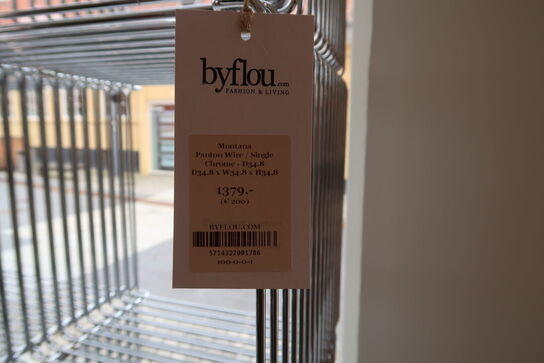 byflou.com
FASHION & LIVING
Montana
Panton Wire / Single
Chrome - D34.8
D34.8 x W34.8 x H34.8
1379,-
(€ 200)
BYFLOU.COM
5714322001786
100-0-0-1